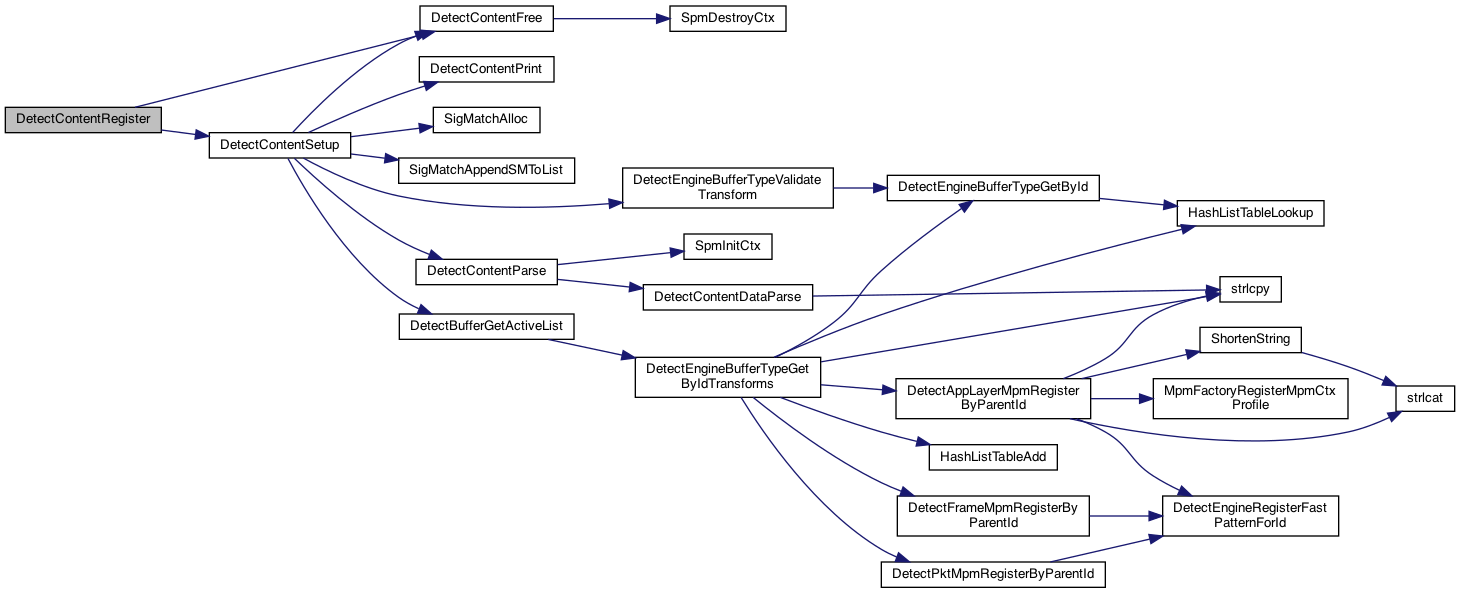 DetectContentRegister
DetectContentFree
SpmDestroyCtx
DetectContentSetup
DetectContentPrint
SigMatchAlloc
SigMatchAppendSMToList
DetectEngineBufferTypeValidate
Transform
DetectEngineBufferTypeGetById
HashListTableLookup
DetectContentParse
SpmInitCtx
DetectContentDataParse
strlcpy
DetectBufferGetActiveList
DetectEngineBufferTypeGet
ByIdTransforms
DetectAppLayerMpmRegister
ByParentId
ShortenString
MpmFactoryRegisterMpmCtx
Profile
strlcat
HashListTableAdd
DetectFrameMpmRegisterBy
ParentId
DetectEngineRegisterFast
PatternForId
DetectPktMpmRegisterByParentId